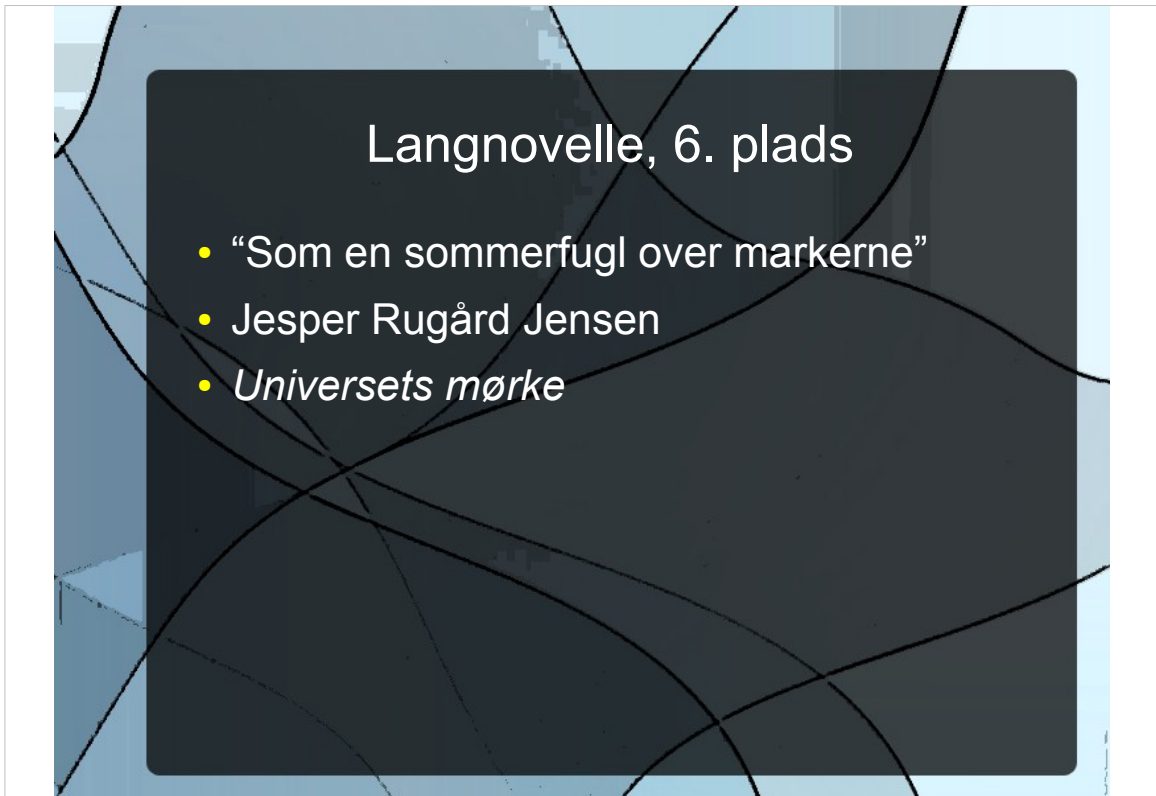 Langnovelle, 6. plads
• “Som en sommerfugl over markerne”
• Jesper Rugård Jensen
• Universets mørke